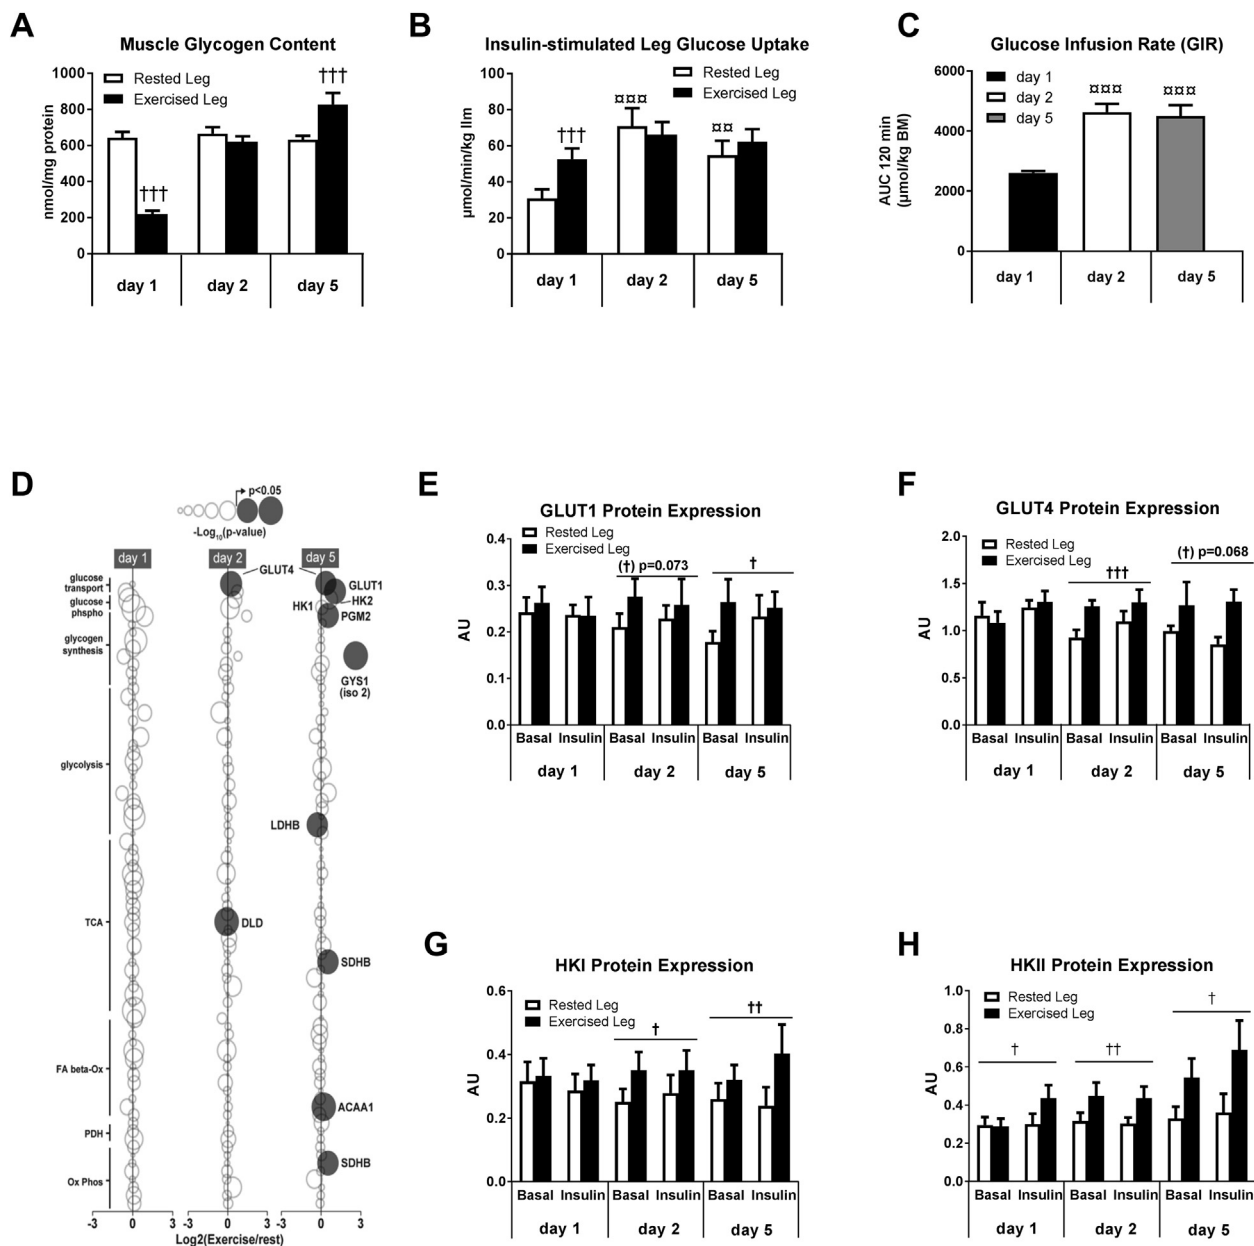 A
Muscle Glycogen Content
1000
800
600
400
200
0
nmol/mg protein
Rested Leg
Exercised Leg
†††
†††
day 1
day 2
day 5
B
Insulin-stimulated Leg Glucose Uptake
100
80
60
40
20
0
µmol/min/kg llm
Rested Leg
Exercised Leg
†††
¤¤¤
¤¤
day 1
day 2
day 5
C
Glucose Infusion Rate (GIR)
6000
4000
2000
0
AUC 120 min
(µmol/kg BM)
day 1
day 2
day 5
¤¤¤
¤¤¤
day 1
day 2
day 5
D
p<0.05
-Log10(p-value)
day 1
day 2
day 5
glucose
transport
glucose
phospho
glycogen
synthesis
glycolysis
TCA
FA beta-Ox
PDH
Ox Phos
GLUT4
GLUT1
HK1
HK2
PGM2
GYS1
(iso 2)
LDHB
DLD
SDHB
ACAA1
SDHB
-3 0 3
-3 0 3
-3 0 3
Log2(Exercise/rest)
E
GLUT1 Protein Expression
Rested Leg
Exercised Leg
0.4
0.3
0.2
0.1
0.0
AU
(†) p=0.073
†
Basal Insulin Basal Insulin Basal Insulin
day 1 day 2 day 5
F
GLUT4 Protein Expression
Rested Leg
Exercised Leg
2.0
1.5
1.0
0.5
0.0
AU
†††
(†) p=0.068
Basal Insulin Basal Insulin Basal Insulin
day 1 day 2 day 5
G
HKI Protein Expression
Rested Leg
Exercised Leg
0.6
0.4
0.2
0.0
AU
†
††
Basal Insulin Basal Insulin Basal Insulin
day 1 day 2 day 5
H
HKII Protein Expression
Rested Leg
Exercised Leg
1.0
0.8
0.6
0.4
0.2
0.0
AU
†
††
†
Basal Insulin Basal Insulin Basal Insulin
day 1 day 2 day 5